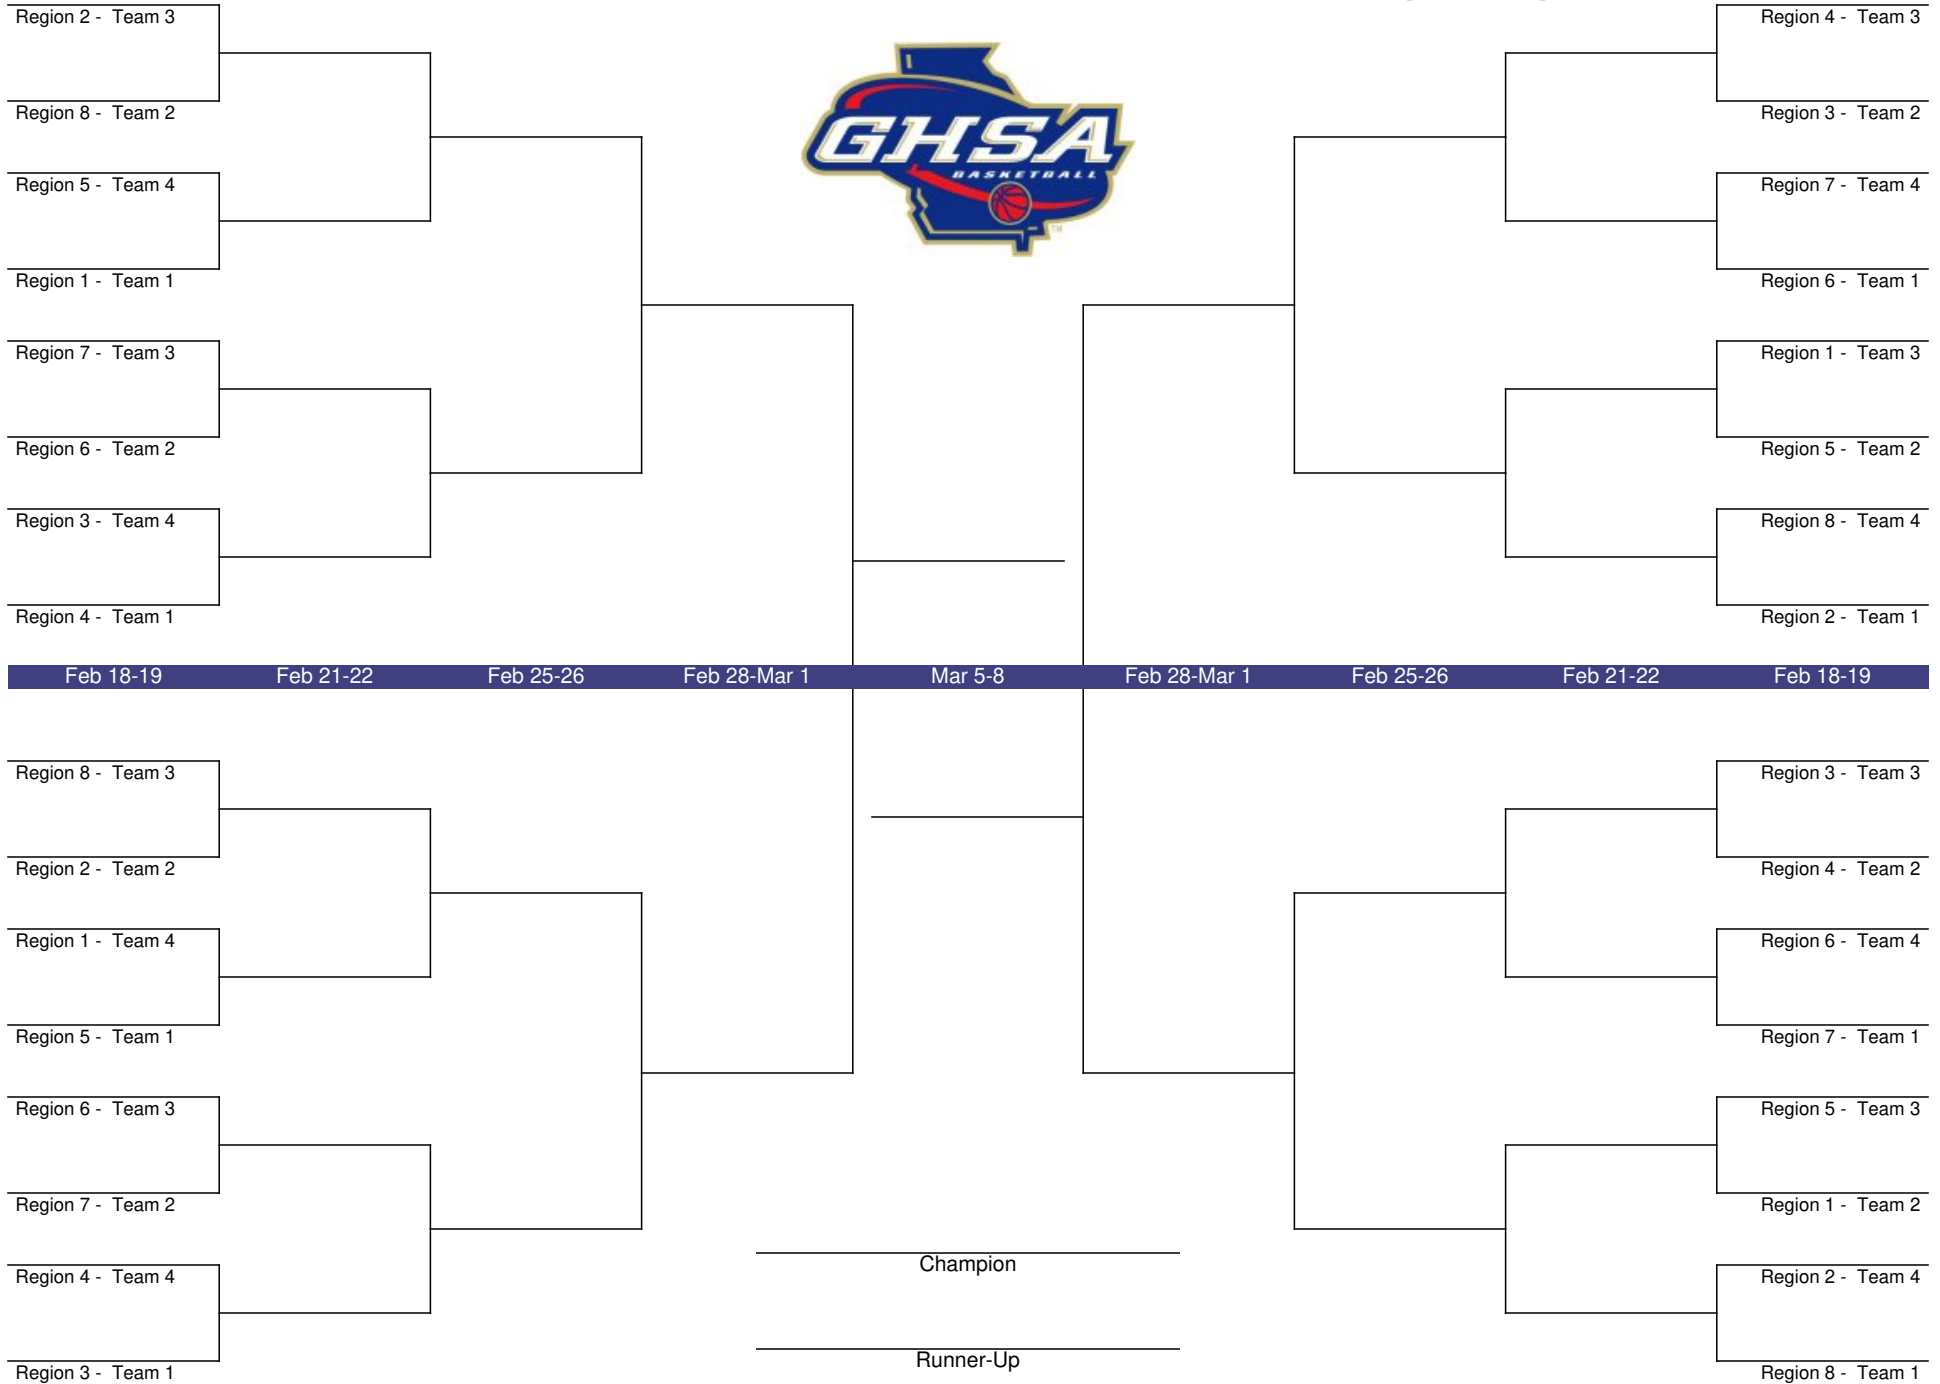 Region 2 - Team 3
Region 8 - Team 2
Region 5 - Team 4
Region 1 - Team 1
Region 7 - Team 3
Region 6 - Team 2
Region 3 - Team 4
Region 4 - Team 1
GHSA
BASKETBALL
TM
Region 4 - Team 3
Region 3 - Team 2
Region 7 - Team 4
Region 6 - Team 1
Region 1 - Team 3
Region 5 - Team 2
Region 8 - Team 4
Region 2 - Team 1
Feb 18-19 Feb 21-22 Feb 25-26 Feb 28-Mar 1 Mar 5-8 Feb 28-Mar 1 Feb 25-26 Feb 21-22 Feb 18-19
Region 8 - Team 3
Region 2 - Team 2
Region 1 - Team 4
Region 5 - Team 1
Region 6 - Team 3
Region 7 - Team 2
Region 4 - Team 4
Region 3 - Team 1
Champion
Runner-Up
Region 3 - Team 3
Region 4 - Team 2
Region 6 - Team 4
Region 7 - Team 1
Region 5 - Team 3
Region 1 - Team 2
Region 2 - Team 4
Region 8 - Team 1